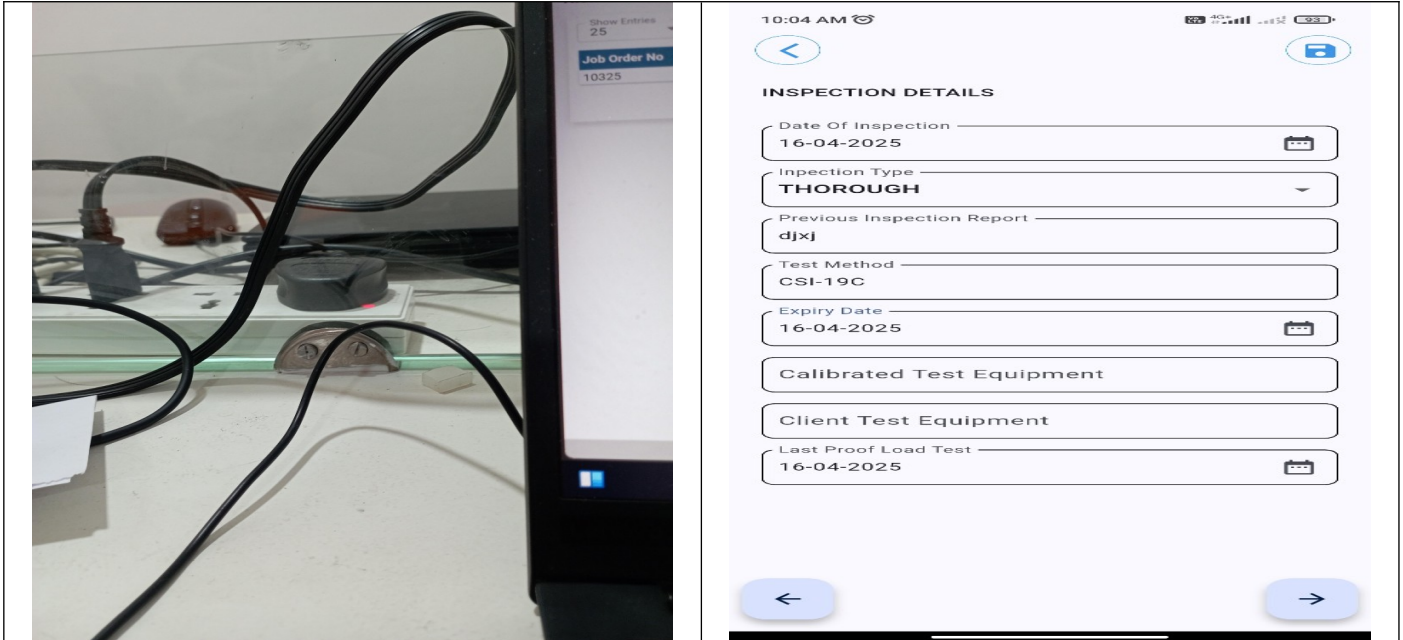 Show Entries
25
Job Order No
10325
10:04 AM
4G+
93
INSPECTION DETAILS
Date Of Inspection
16-04-2025
Inpection Type
THOROUGH
Previous Inspection Report
djxj
Test Method
CSI-19C
Expiry Date
16-04-2025
Calibrated Test Equipment
Client Test Equipment
Last Proof Load Test
16-04-2025